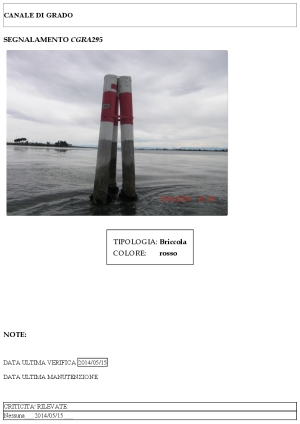 CANALE DI GRADO
SEGNALAMENTO CGRA295
TIPOLOGIA: Briccola
COLORE: rosso
NOTE:
DATA ULTIMA VERIFICA 2014/05/15
DATA ULTIMA MANUTENZIONE
CRITICITA' RILEVATE
Nessuna 2014/05/15